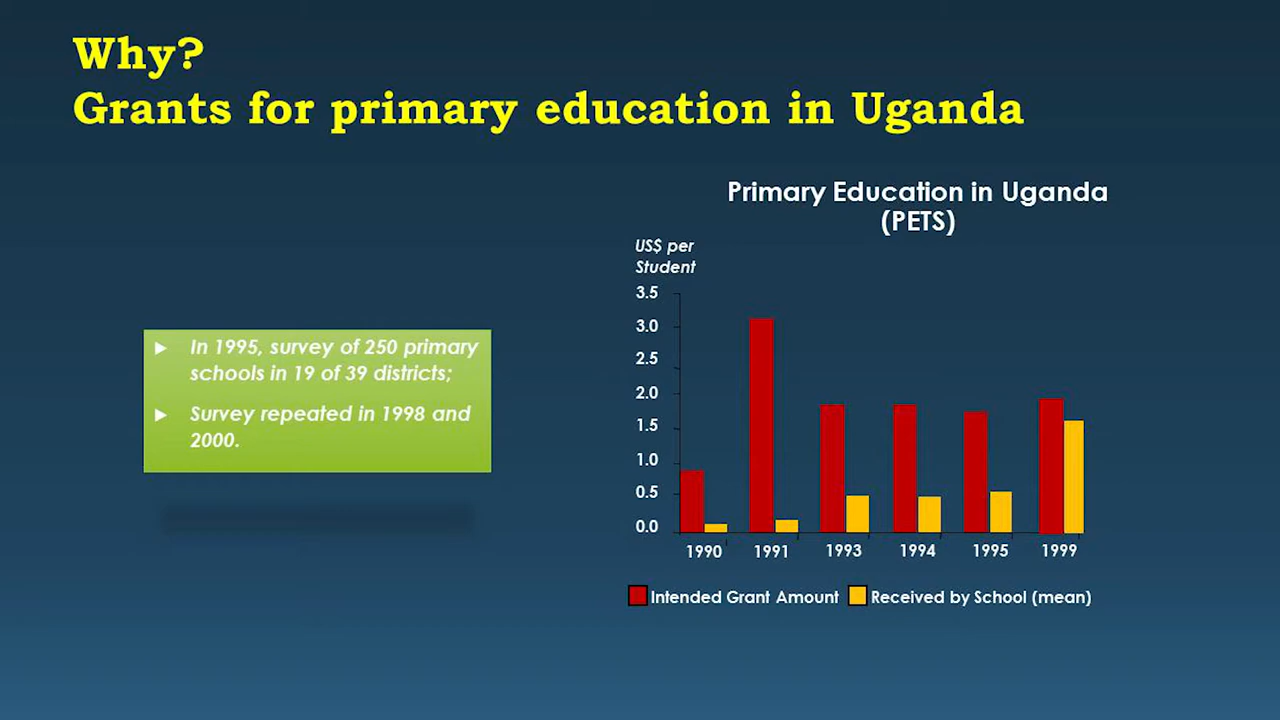 Why?
Grants for primary education in Uganda
► In 1995, survey of 250 primary
schools in 19 of 39 districts;
► Survey repeated in 1998 and
2000.
Primary Education in Uganda
(PETS)
US$ per
Student
3.5
3.0
2.5
2.0
1.5
1.0
0.5
0.0
1990 1991 1993 1994 1995 1999
Intended Grant Amount Received by School (mean)